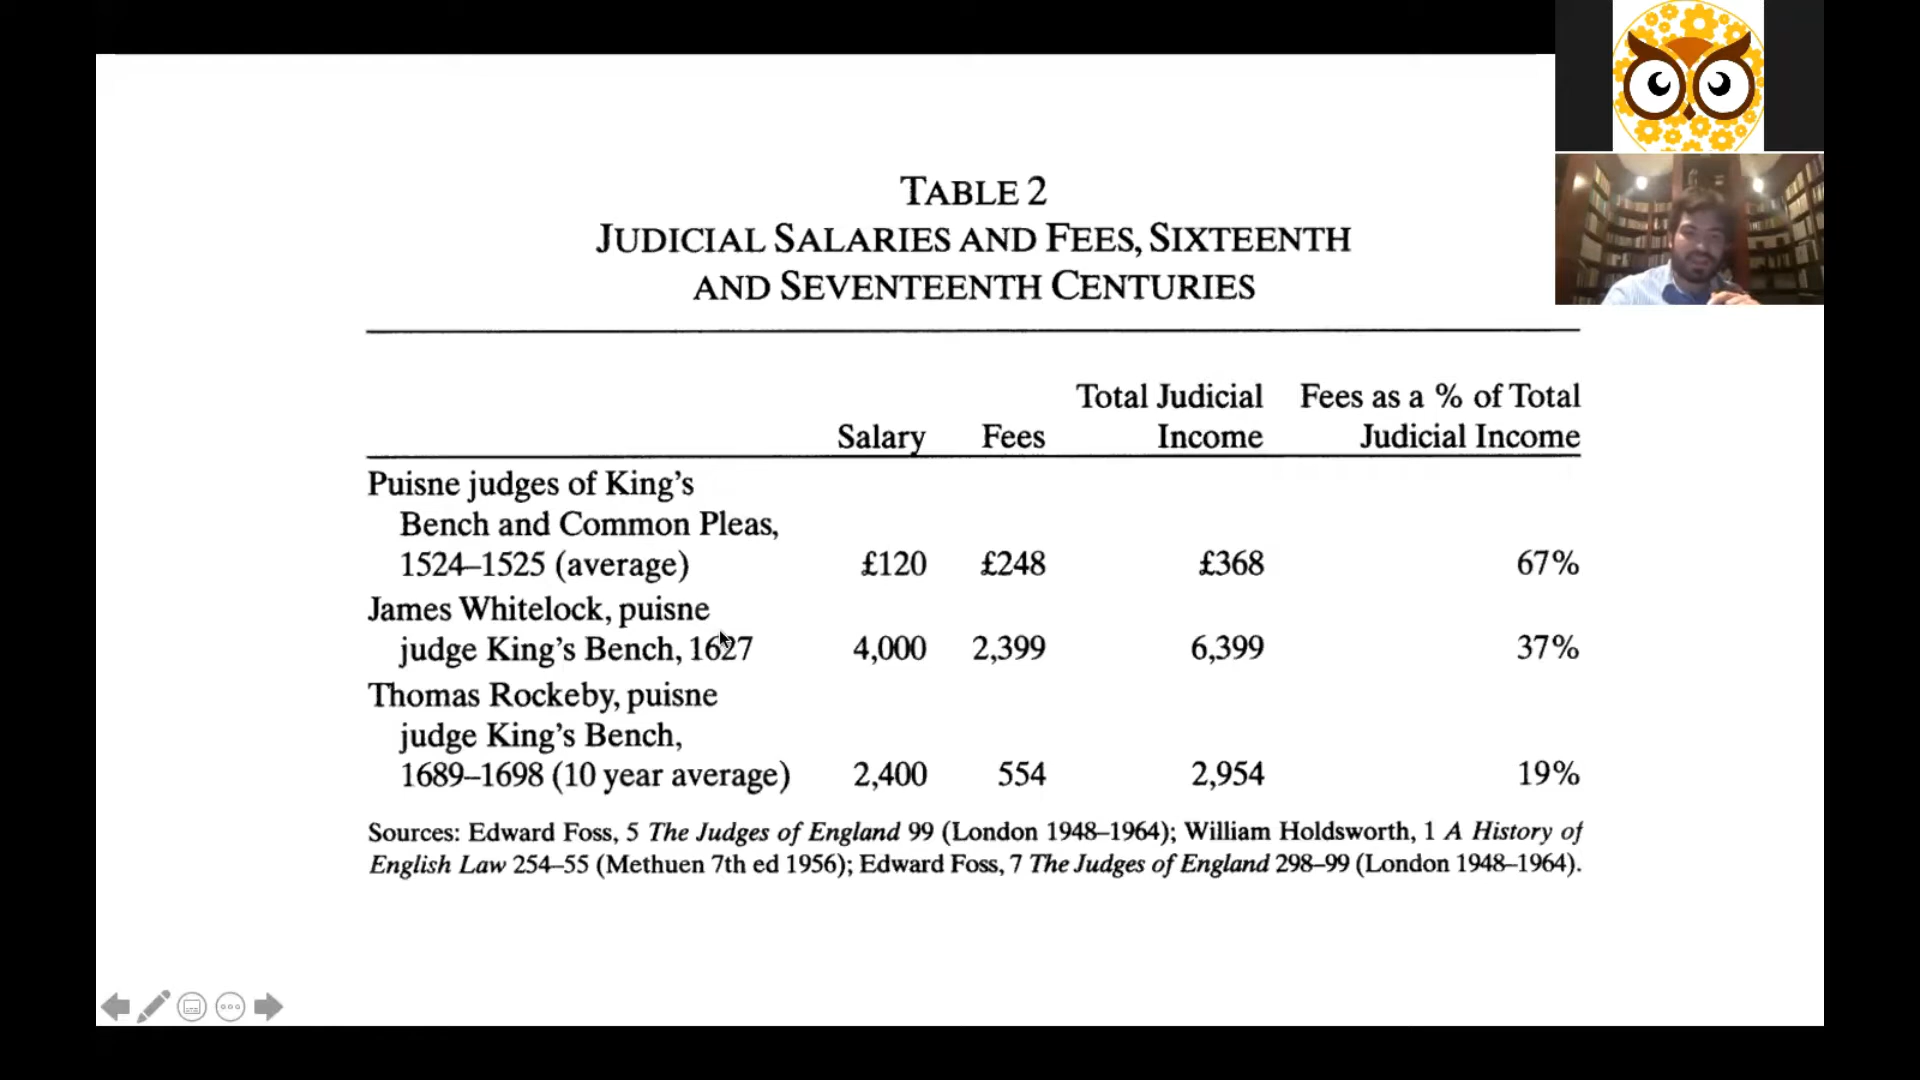 TABLE 2
JUDICIAL SALARIES AND FEES, SIXTEENTH
AND SEVENTEENTH CENTURIES
Total Judicial Fees as a % of Total
Salary Fees Income Judicial Income
Puisne judges of King's
Bench and Common Pleas,
1524–1525 (average) £120 £248 £368 67%
James Whitelock, puisne
judge King's Bench, 1627 4,000 2,399 6,399 37%
Thomas Rockeby, puisne
judge King's Bench,
1689–1698 (10 year average) 2,400 554 2,954 19%
Sources: Edward Foss, 5 The Judges of England 99 (London 1948–1964); William Holdsworth, 1 A History of
English Law 254–55 (Methuen 7th ed 1956); Edward Foss, 7 The Judges of England 298–99 (London 1948–1964).